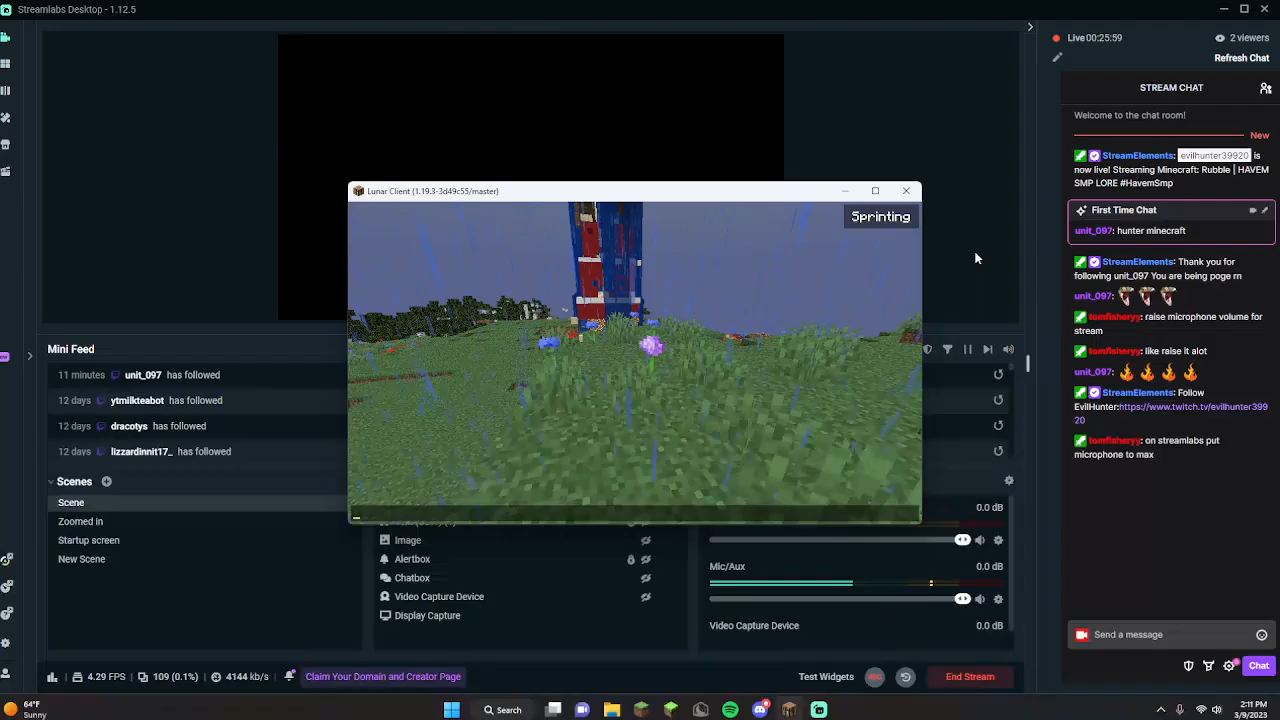 Streamlabs Desktop - 1.12.5
Live 00:25:59
2 viewers
Refresh Chat
STREAM CHAT
Welcome to the chat room!
New
StreamElements: evilhunter39920 is
now live! Streaming Minecraft: Rubble | HAVEM
SMP LORE #HavemSmp
First Time Chat
unit_097: hunter minecraft
StreamElements: Thank you for
following unit_097 You are being poge rn
unit_097:
tomfisheryy: raise microphone volume for
stream
tomfisheryy: like raise it alot
unit_097:
StreamElements: Follow
EvilHunter:https://www.twitch.tv/evilhunter399
20
tomfisheryy: on streamlabs put
microphone to max
Send a message
Chat
Lunar Client (1.19.3-3d49c55/master)
Sprinting
Mini Feed
11 minutes unit_097 has followed
12 days ytmilkteabot has followed
12 days dracotys has followed
12 days lizzardinnit17_ has followed
Scenes
Scene
Zoomed in
Startup screen
New Scene
Image
Alertbox
Chatbox
Video Capture Device
Display Capture
0.0 dB
Mic/Aux 0.0 dB
Video Capture Device 0.0 dB
4.29 FPS 109 (0.1%) 4144 kb/s Claim Your Domain and Creator Page
Test Widgets
REC
End Stream
64°F
Sunny
Search
2:11 PM
3/9/2023